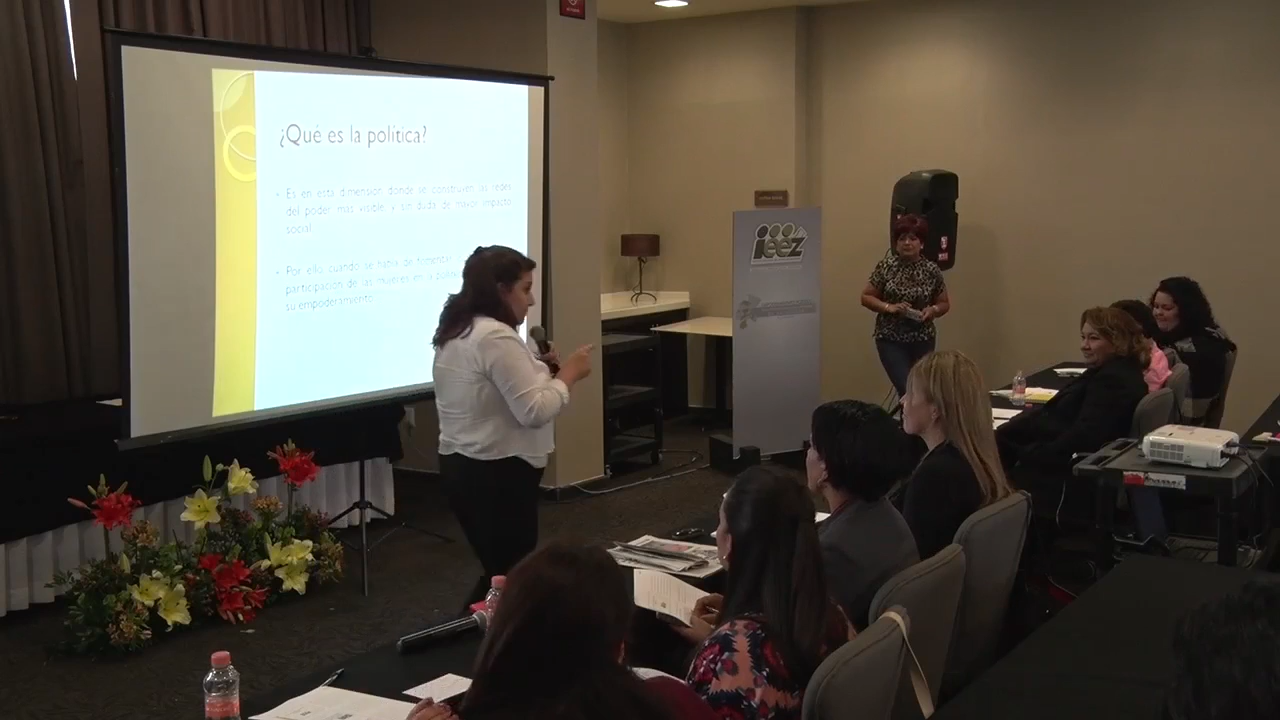 ¿Qué es la política?
Es en esta dimensión donde se construyen las redes
del poder más visible y sin duda de mayor impacto
social.
Por ello cuando se habla de fomentar
participación de las mujeres en la política
su empoderamiento
ieez